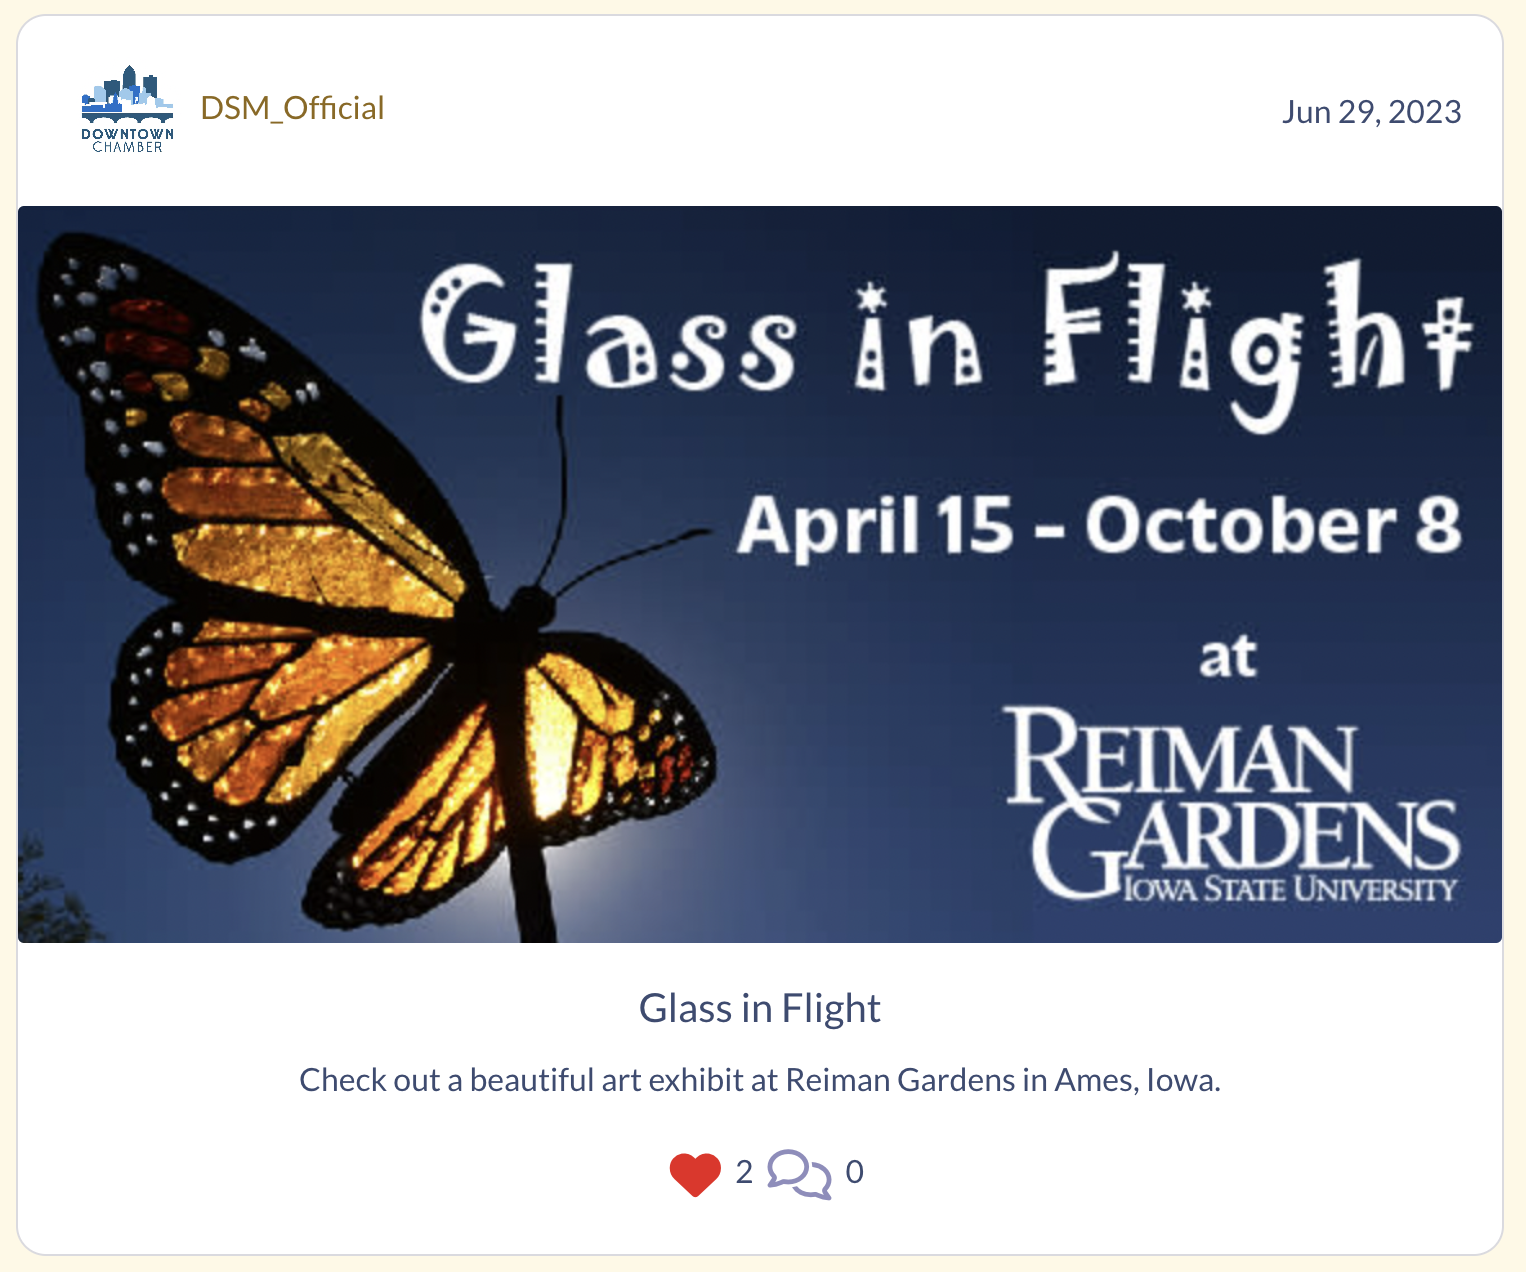 DOWNTOWN
CHAMBER
DSM_Official
Jun 29, 2023
Glass in Flight
April 15 - October 8
at
REIMAN
GARDENS
IOWA STATE UNIVERSITY
Glass in Flight
Check out a beautiful art exhibit at Reiman Gardens in Ames, Iowa.
2 0